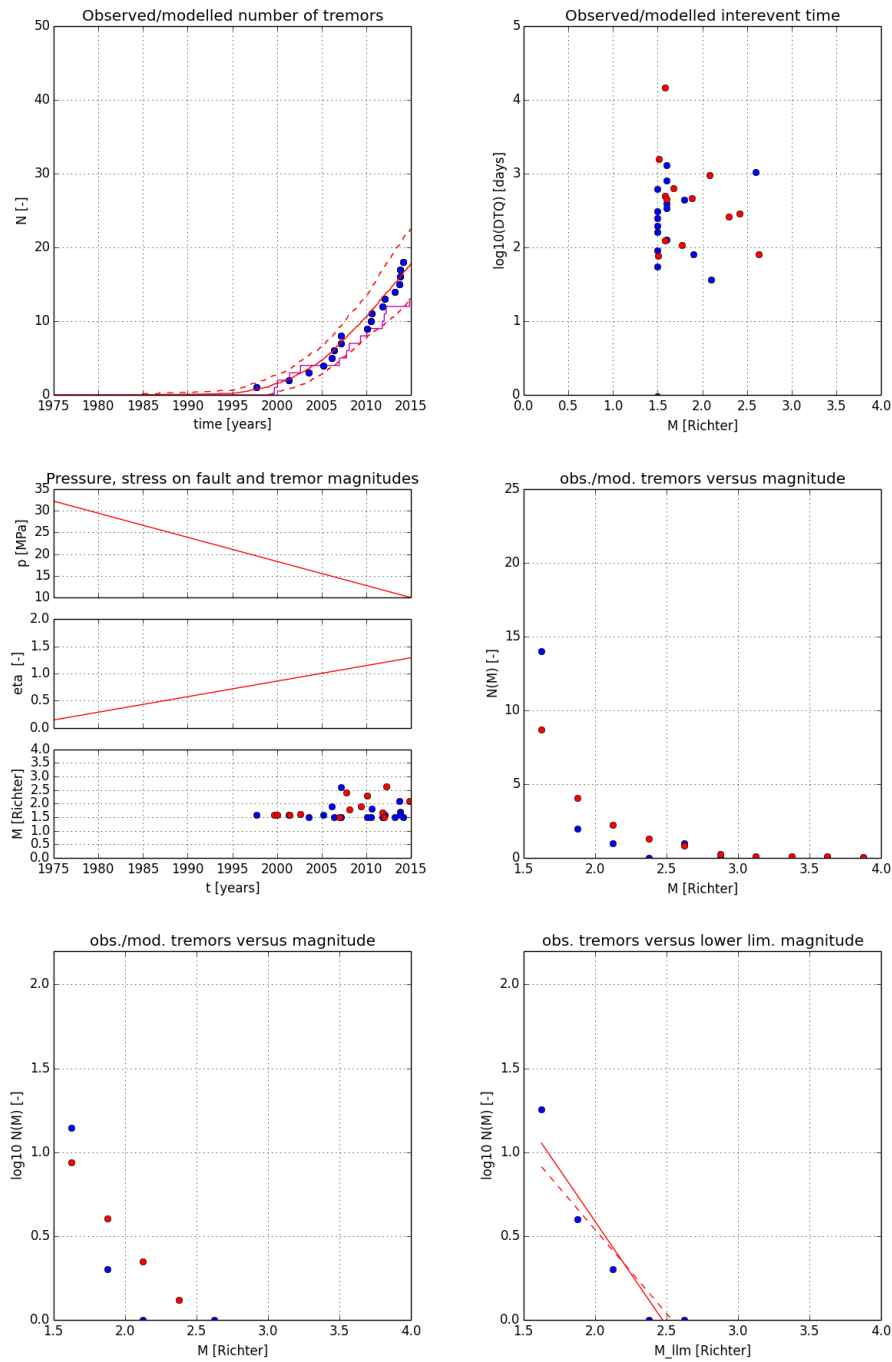 Observed/modelled number of tremors
50
40
30
20
10
0
N [-]
1975 1980 1985 1990 1995 2000 2005 2010 2015
time [years]
Observed/modelled interevent time
5
4
3
2
1
0
log10(DTQ) [days]
0.0 0.5 1.0 1.5 2.0 2.5 3.0 3.5 4.0
M [Richter]
Pressure, stress on fault and tremor magnitudes
35
30
25
20
15
10
p [MPa]
2.0
1.5
1.0
0.5
0.0
eta [-]
4.0
3.5
3.0
2.5
2.0
1.5
1.0
0.5
0.0
M [Richter]
1975 1980 1985 1990 1995 2000 2005 2010 2015
t [years]
obs./mod. tremors versus magnitude
25
20
15
10
5
0
N(M) [-]
1.5 2.0 2.5 3.0 3.5 4.0
M [Richter]
obs./mod. tremors versus magnitude
2.0
1.5
1.0
0.5
0.0
log10 N(M) [-]
1.5 2.0 2.5 3.0 3.5 4.0
M [Richter]
obs. tremors versus lower lim. magnitude
2.0
1.5
1.0
0.5
0.0
log10 N(M) [-]
1.5 2.0 2.5 3.0 3.5 4.0
M_llm [Richter]